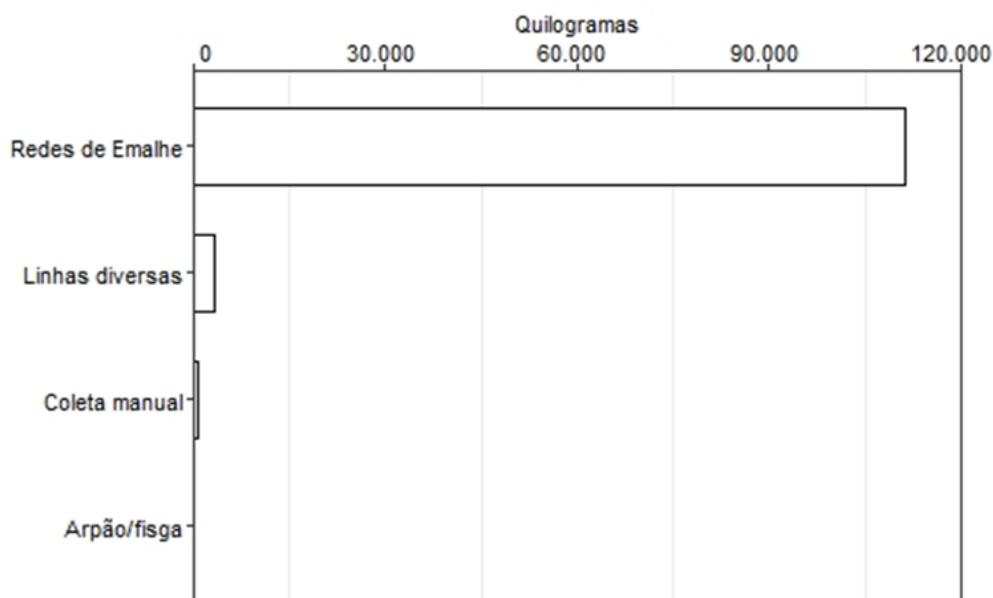 Quilogramas
0 30.000 60.000 90.000 120.000
Redes de Emalhe
Linhas diversas
Coleta manual
Arpão/fisga